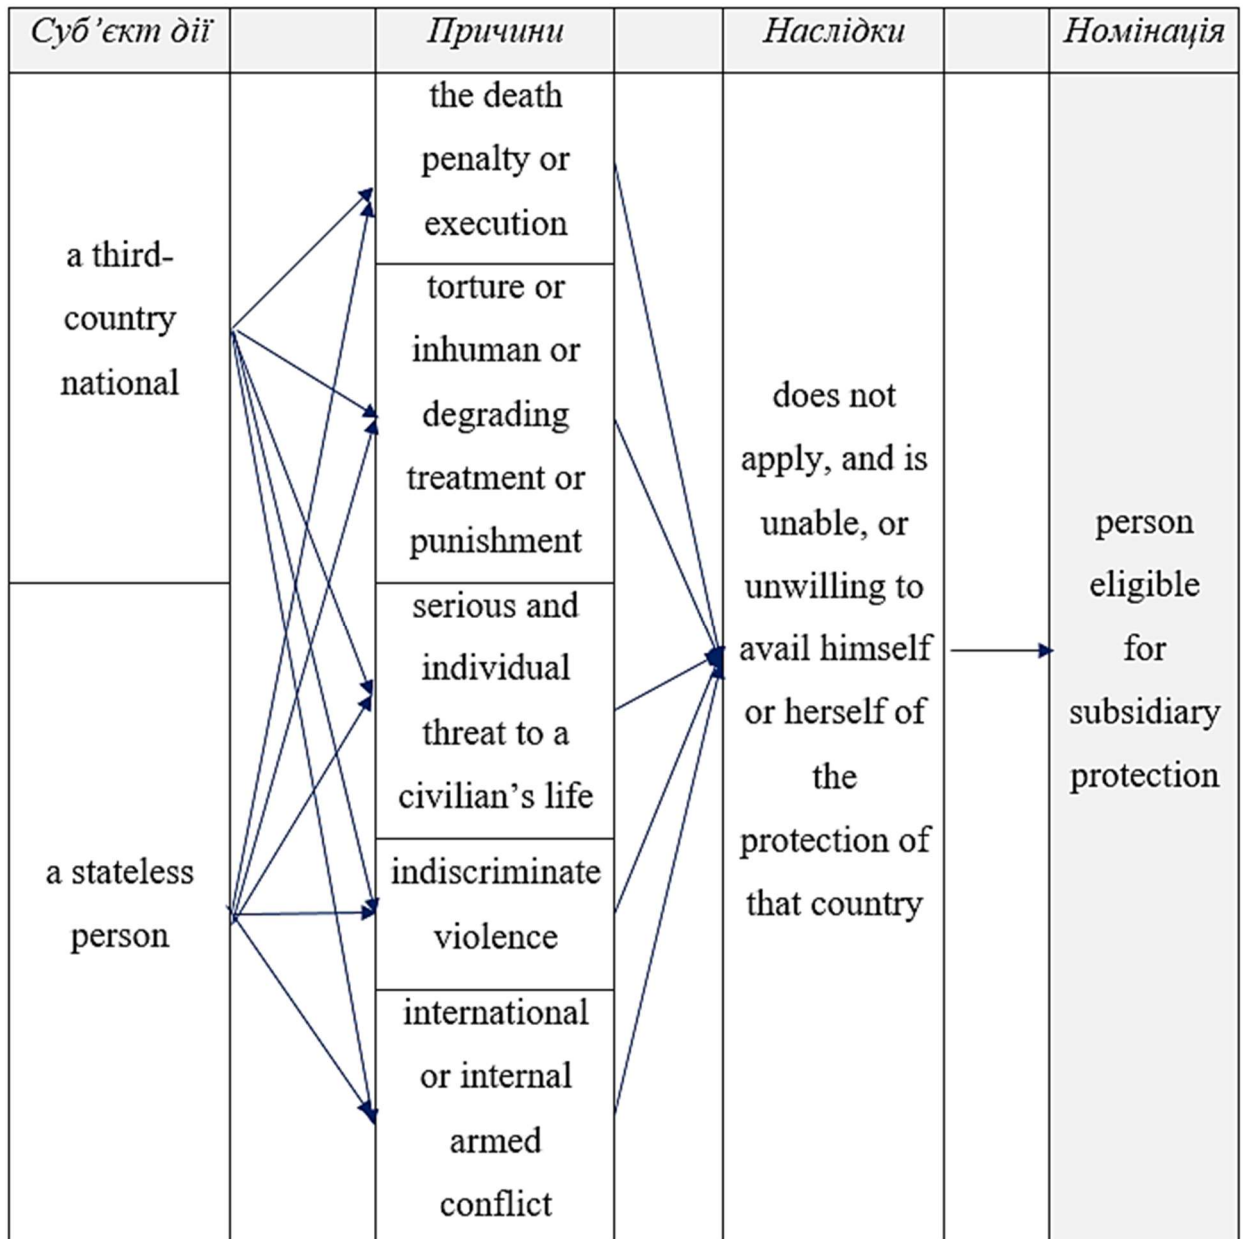 Суб’єкт дії
Причини
Наслідки
Номінація
a third-
country
national
a stateless
person
the death
penalty or
execution
torture or
inhuman or
degrading
treatment or
punishment
serious and
individual
threat to a
civilian’s life
indiscriminate
violence
international
or internal
armed
conflict
does not
apply, and is
unable, or
unwilling to
avail himself
or herself of
the
protection of
that country
person
eligible
for
subsidiary
protection